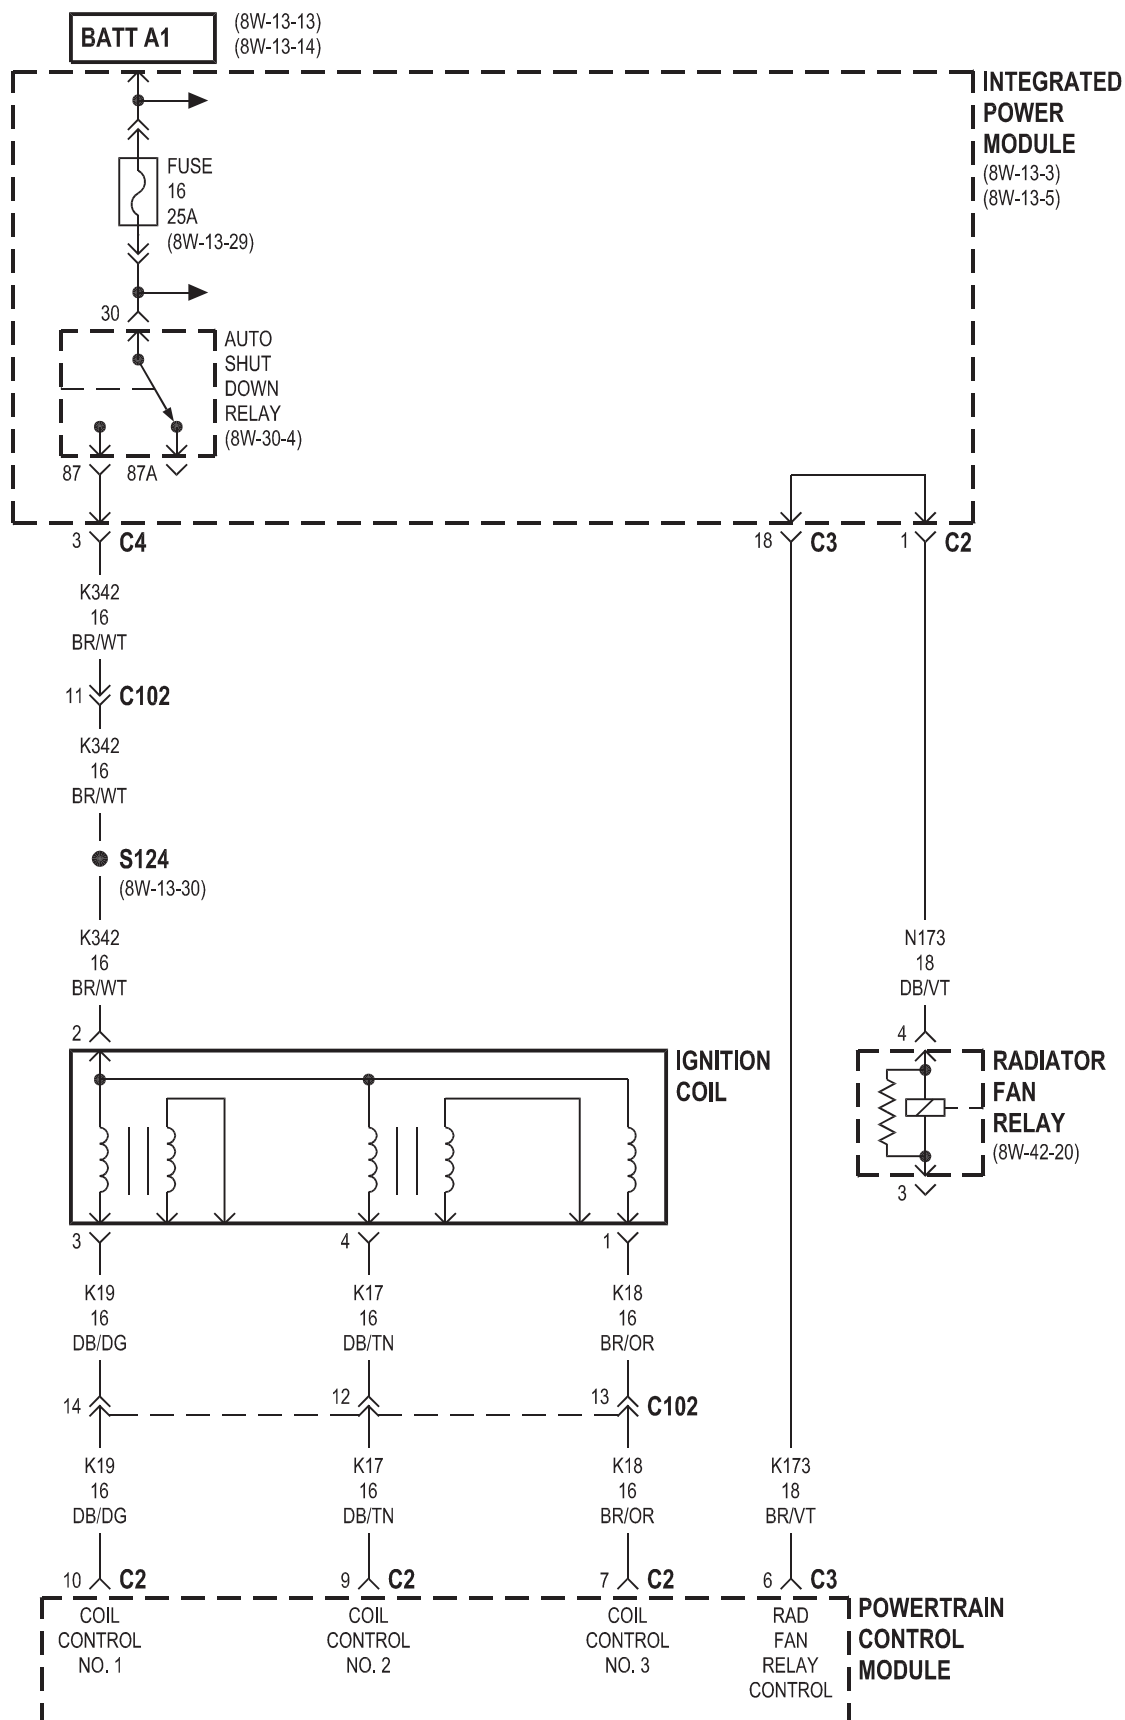 BATT A1
(8W-13-13)
(8W-13-14)
INTEGRATED
POWER
MODULE
(8W-13-3)
(8W-13-5)
FUSE
16
25A
(8W-13-29)
30
AUTO
SHUT
DOWN
RELAY
(8W-30-4)
87
87A
3
C4
18
C3
1
C2
K342
16
BR/WT
11
C102
K342
16
BR/WT
S124
(8W-13-30)
K342
16
BR/WT
2
N173
18
DB/VT
4
IGNITION
COIL
RADIATOR
FAN
RELAY
(8W-42-20)
3
3
4
1
K19
16
DB/DG
K17
16
DB/TN
K18
16
BR/OR
14
12
13
C102
K19
16
DB/DG
K17
16
DB/TN
K18
16
BR/OR
K173
18
BR/VT
10
C2
9
C2
7
C2
6
C3
COIL
CONTROL
NO. 1
COIL
CONTROL
NO. 2
COIL
CONTROL
NO. 3
RAD
FAN
RELAY
CONTROL
POWERTRAIN
CONTROL
MODULE